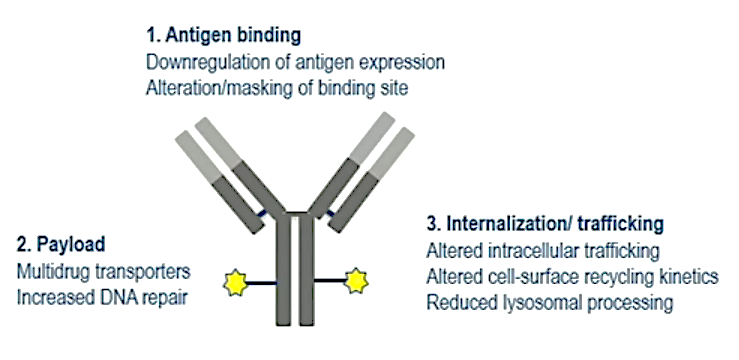 1. Antigen binding
Downregulation of antigen expression
Alteration/masking of binding site
2. Payload
Multidrug transporters
Increased DNA repair
3. Internalization/ trafficking
Altered intracellular trafficking
Altered cell-surface recycling kinetics
Reduced lysosomal processing